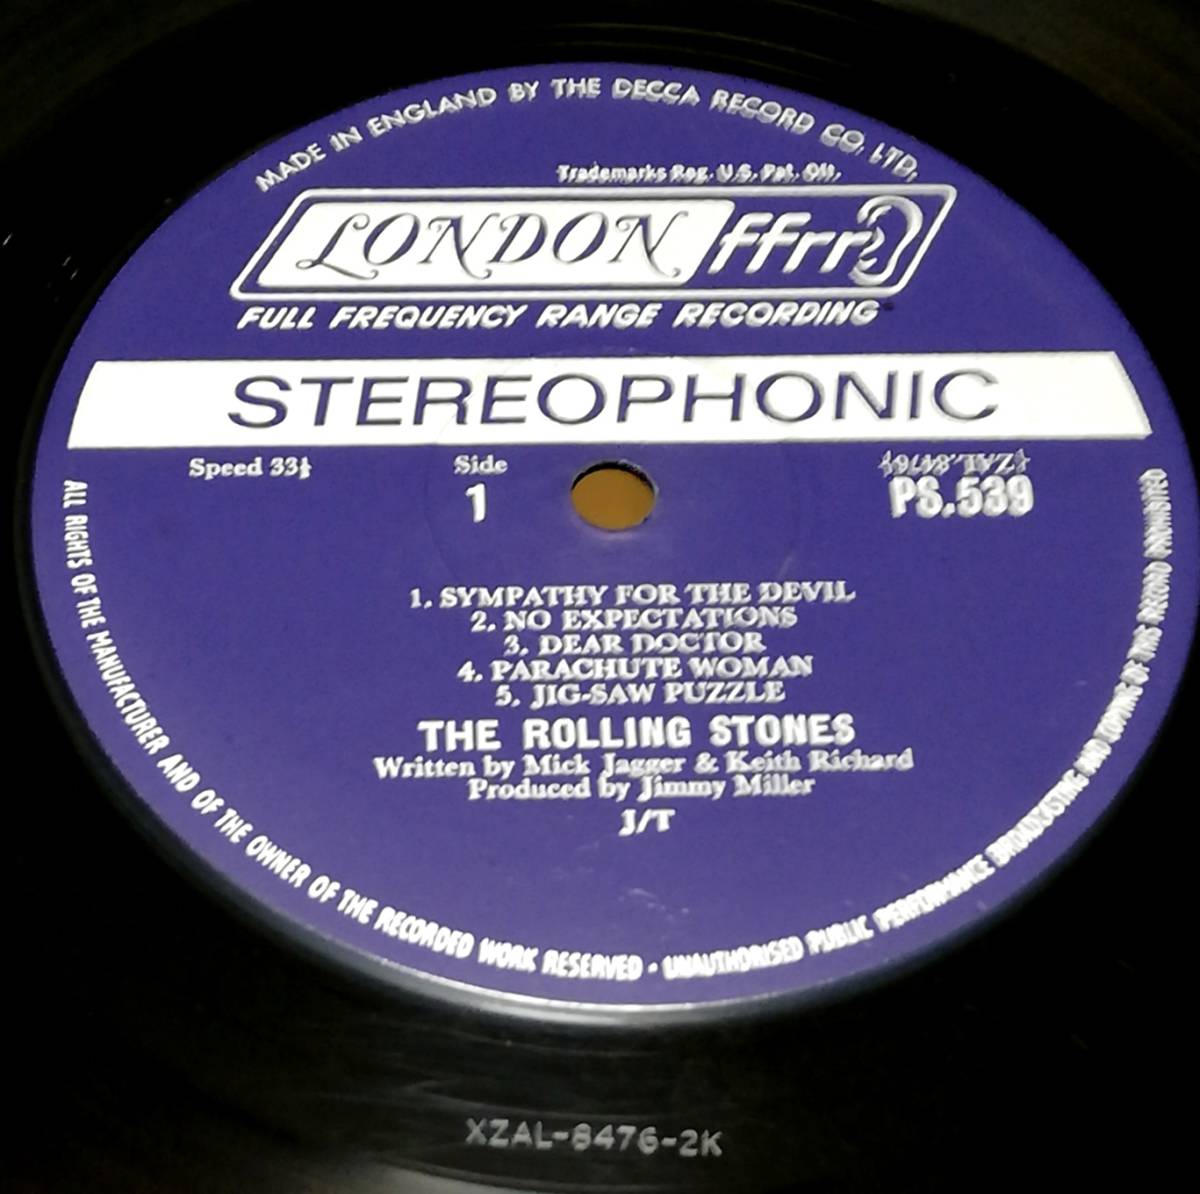 MADE IN ENGLAND BY THE DECCA RECORD CO. LTD.
Trademarks Reg. U.S. Pat. Off.
LONDON ffrr
FULL FREQUENCY RANGE RECORDING
STEREOPHONIC
Speed 33⅓
Side
1
PS.539
1. SYMPATHY FOR THE DEVIL
2. NO EXPECTATIONS
3. DEAR DOCTOR
4. PARACHUTE WOMAN
5. JIG-SAW PUZZLE
THE ROLLING STONES
Written by Mick Jagger & Keith Richard
Produced by Jimmy Miller
J/T
ALL RIGHTS OF THE MANUFACTURER AND OF THE OWNER OF THE RECORDED WORK RESERVED · UNAUTHORISED PUBLIC PERFORMANCE BROADCASTING AND COPYING OF THIS RECORD PROHIBITED
XZAL-8476-2K